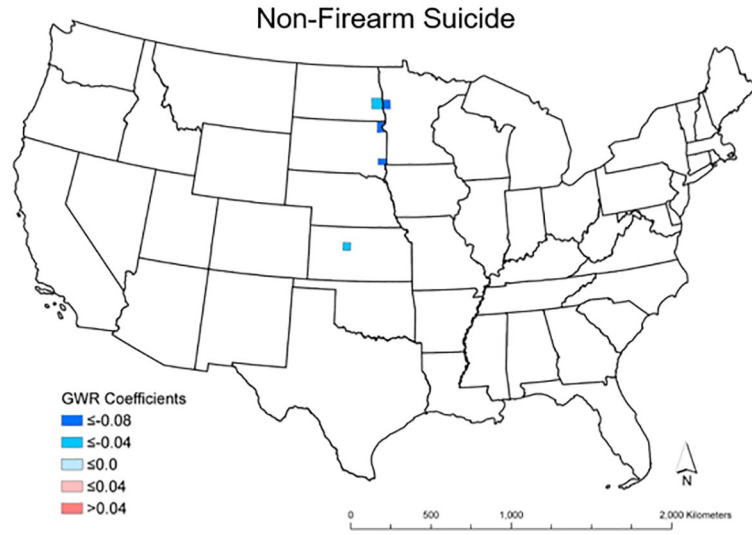 Non-Firearm Suicide
GWR Coefficients
≤-0.08
≤-0.04
≤0.0
≤0.04
>0.04
N
0 500 1,000 2,000 Kilometers